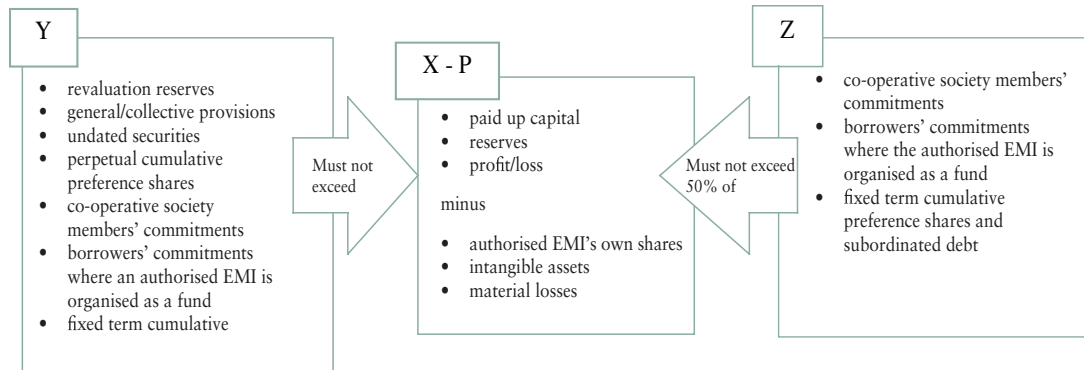 Y
• revaluation reserves
• general/collective provisions
• undated securities
• perpetual cumulative
preference shares
• co-operative society
members’ commitments
• borrowers’ commitments
where an authorised EMI is
organised as a fund
• fixed term cumulative
Must not
exceed
X - P
• paid up capital
• reserves
• profit/loss
minus
• authorised EMI’s own shares
• intangible assets
• material losses
Must not exceed
50% of
Z
• co-operative society members’
commitments
• borrowers’ commitments
where the authorised EMI is
organised as a fund
• fixed term cumulative
preference shares and
subordinated debt